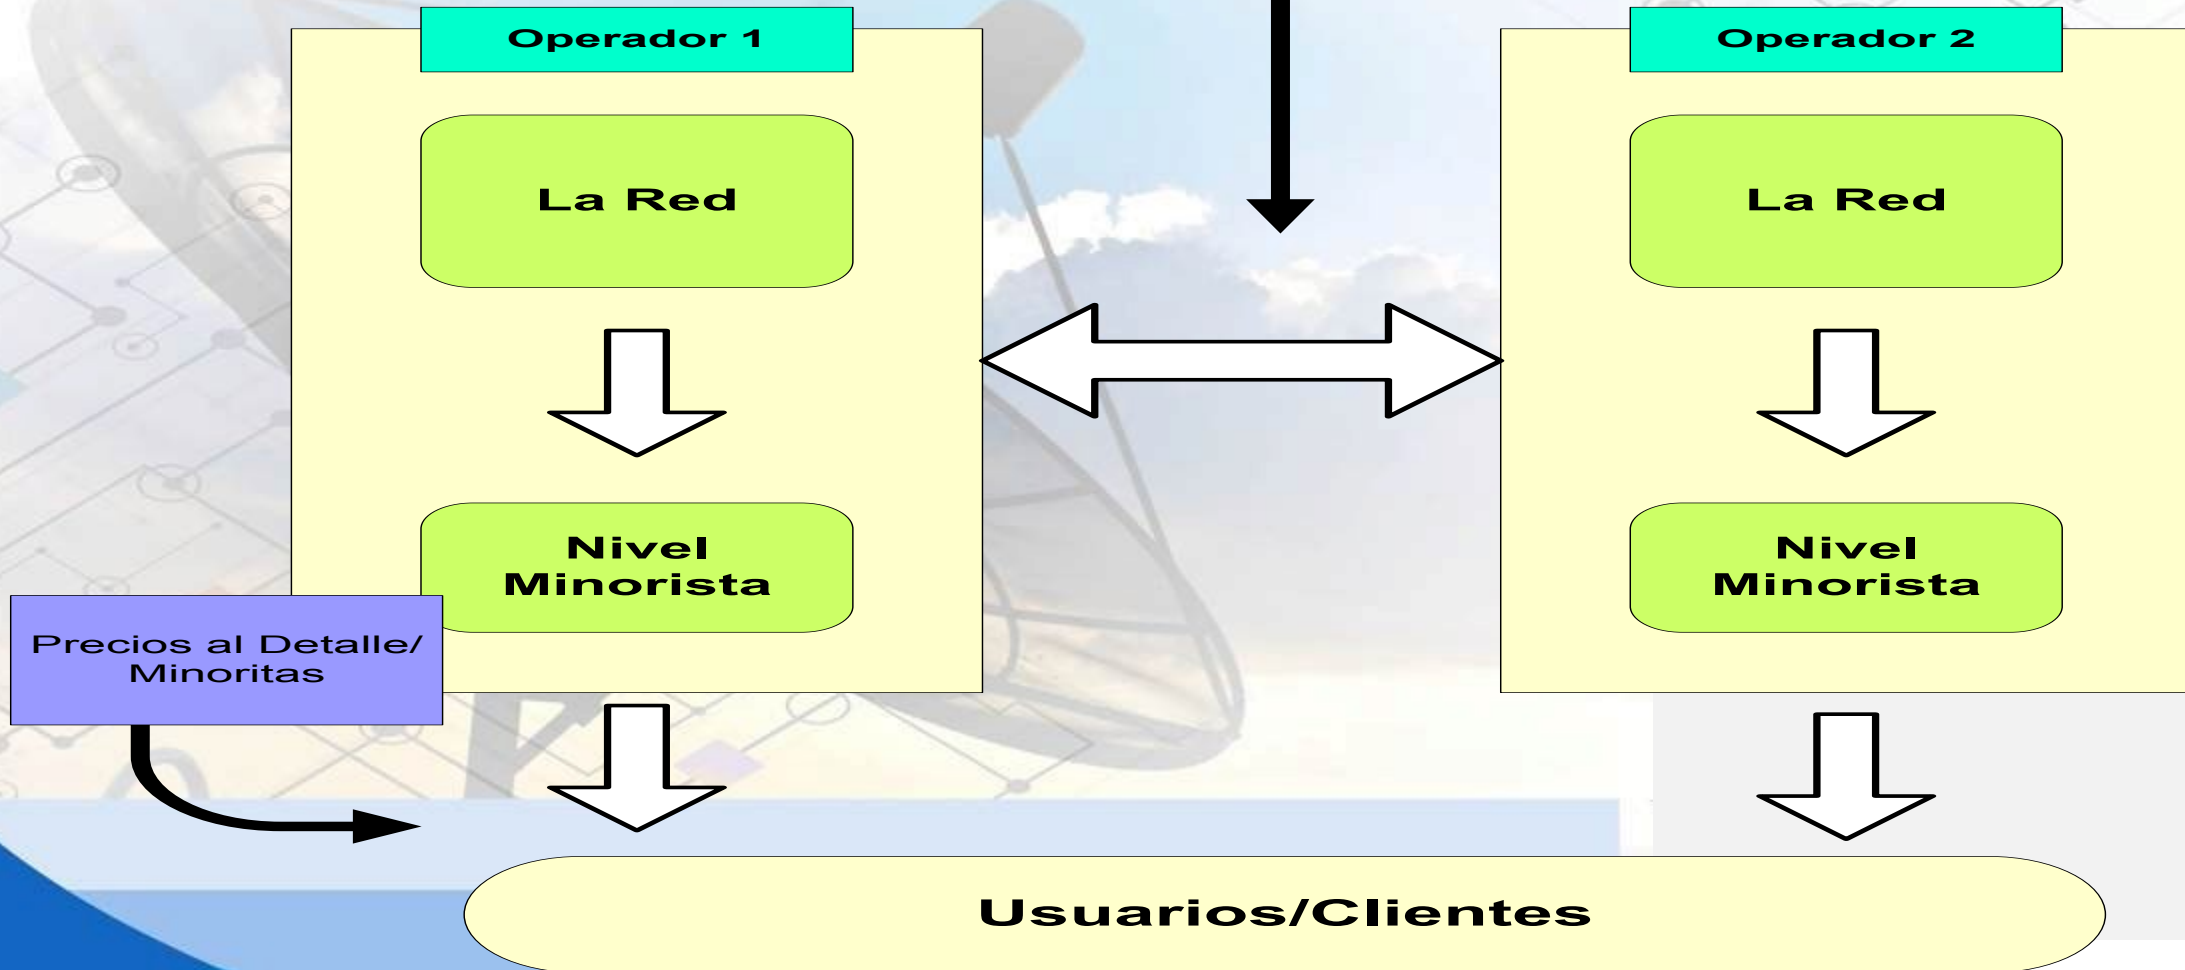 Operador 1
Operador 2
La Red
La Red
Nivel
Minorista
Nivel
Minorista
Precios al Detalle/
Minoritas
Usuarios/Clientes